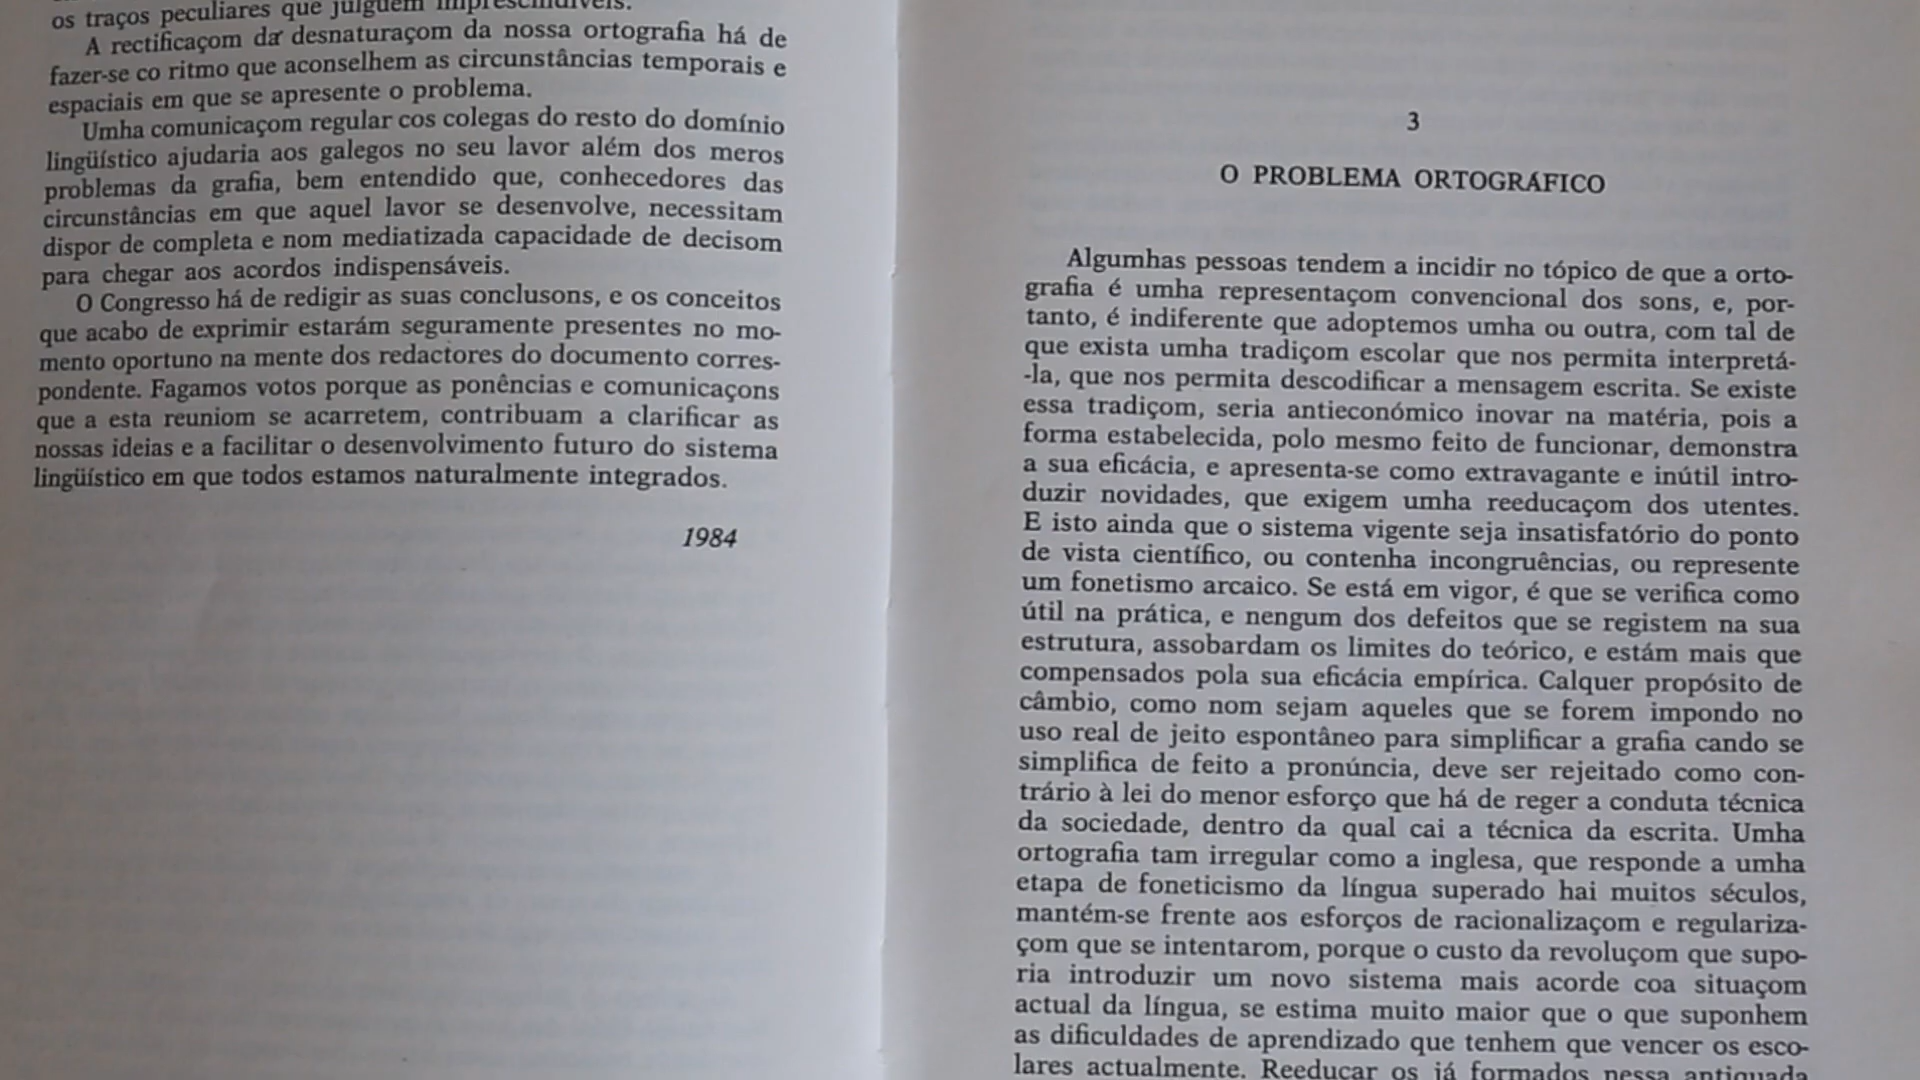 os traços peculiares que julguem imprescindíveis.
A rectificaçom da desnaturaçom da nossa ortografia há de
fazer-se co ritmo que aconselhem as circunstâncias temporais e
espaciais em que se apresente o problema.
Umha comunicaçom regular cos colegas do resto do domínio
lingüístico ajudaria aos galegos no seu lavor além dos meros
problemas da grafia, bem entendido que, conhecedores das
circunstâncias em que aquel lavor se desenvolve, necessitam
dispor de completa e nom mediatizada capacidade de decisom
para chegar aos acordos indispensáveis.
O Congresso há de redigir as suas conclusons, e os conceitos
que acabo de exprimir estarám seguramente presentes no mo-
mento oportuno na mente dos redactores do documento corres-
pondente. Fagamos votos porque as ponências e comunicaçons
que a esta reuniom se acarretem, contribuam a clarificar as
nossas ideias e a facilitar o desenvolvimento futuro do sistema
lingüístico em que todos estamos naturalmente integrados.
1984
3
O PROBLEMA ORTOGRÁFICO
Algumhas pessoas tendem a incidir no tópico de que a orto-
grafia é umha representaçom convencional dos sons, e, por-
tanto, é indiferente que adoptemos umha ou outra, com tal de
que exista umha tradiçom escolar que nos permita interpretá-
-la, que nos permita descodificar a mensagem escrita. Se existe
essa tradiçom, seria antieconómico inovar na matéria, pois a
forma estabelecida, polo mesmo feito de funcionar, demonstra
a sua eficácia, e apresenta-se como extravagante e inútil intro-
duzir novidades, que exigem umha reeducaçom dos utentes.
E isto ainda que o sistema vigente seja insatisfatório do ponto
de vista científico, ou contenha incongruências, ou represente
um fonetismo arcaico. Se está em vigor, é que se verifica como
útil na prática, e nengum dos defeitos que se registem na sua
estrutura, assobardam os limites do teórico, e estám mais que
compensados pola sua eficácia empírica. Calquer propósito de
câmbio, como nom sejam aqueles que se forem impondo no
uso real de jeito espontâneo para simplificar a grafia cando se
simplifica de feito a pronúncia, deve ser rejeitado como con-
trário à lei do menor esforço que há de reger a conduta técnica
da sociedade, dentro da qual cai a técnica da escrita. Umha
ortografia tam irregular como a inglesa, que responde a umha
etapa de foneticismo da língua superado hai muitos séculos,
mantém-se frente aos esforços de racionalizaçom e regulariza-
çom que se intentarom, porque o custo da revoluçom que supo-
ria introduzir um novo sistema mais acorde coa situaçom
actual da língua, se estima muito maior que o que suponhem
as dificuldades de aprendizado que tenhem que vencer os esco-
lares actualmente. Reeducar os já formados nessa antiquada